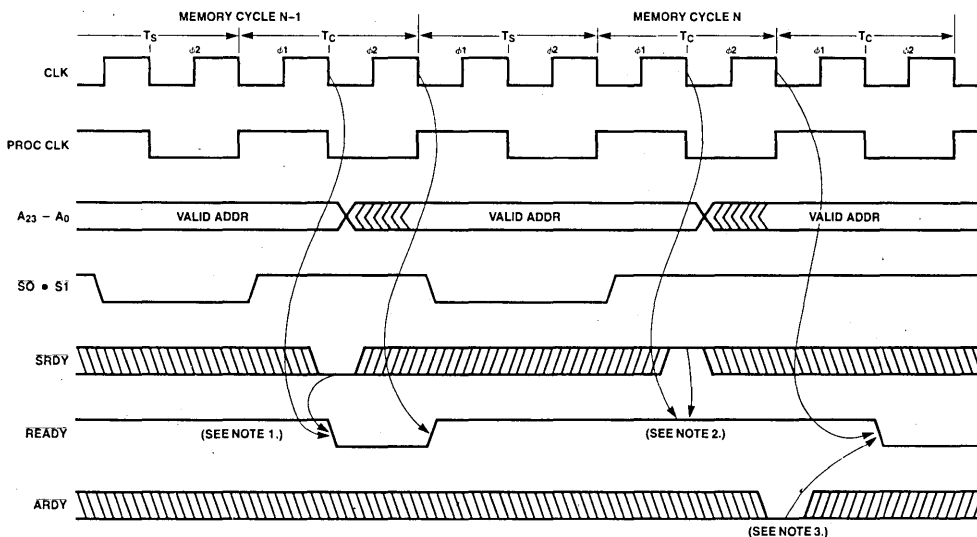 MEMORY CYCLE N-1 MEMORY CYCLE N
TS TC TS TC TC
φ2 φ1 φ2 φ1 φ2 φ1 φ2 φ1 φ2
CLK
PROC CLK
A23 – A0 VALID ADDR VALID ADDR VALID ADDR
S0 • S1
SRDY
READY (SEE NOTE 1.) (SEE NOTE 2.)
ARDY
(SEE NOTE 3.)